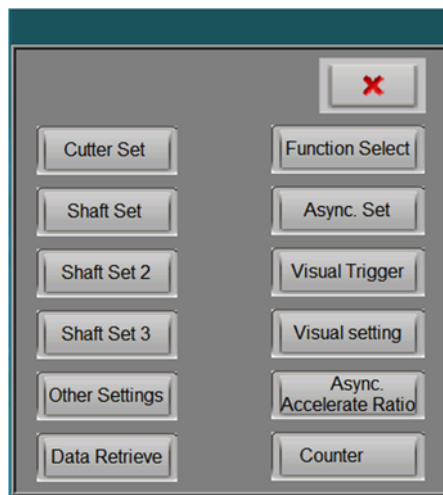 Cutter Set
Function Select
Shaft Set
Async. Set
Shaft Set 2
Visual Trigger
Shaft Set 3
Visual setting
Other Settings
Async.
Accelerate Ratio
Data Retrieve
Counter